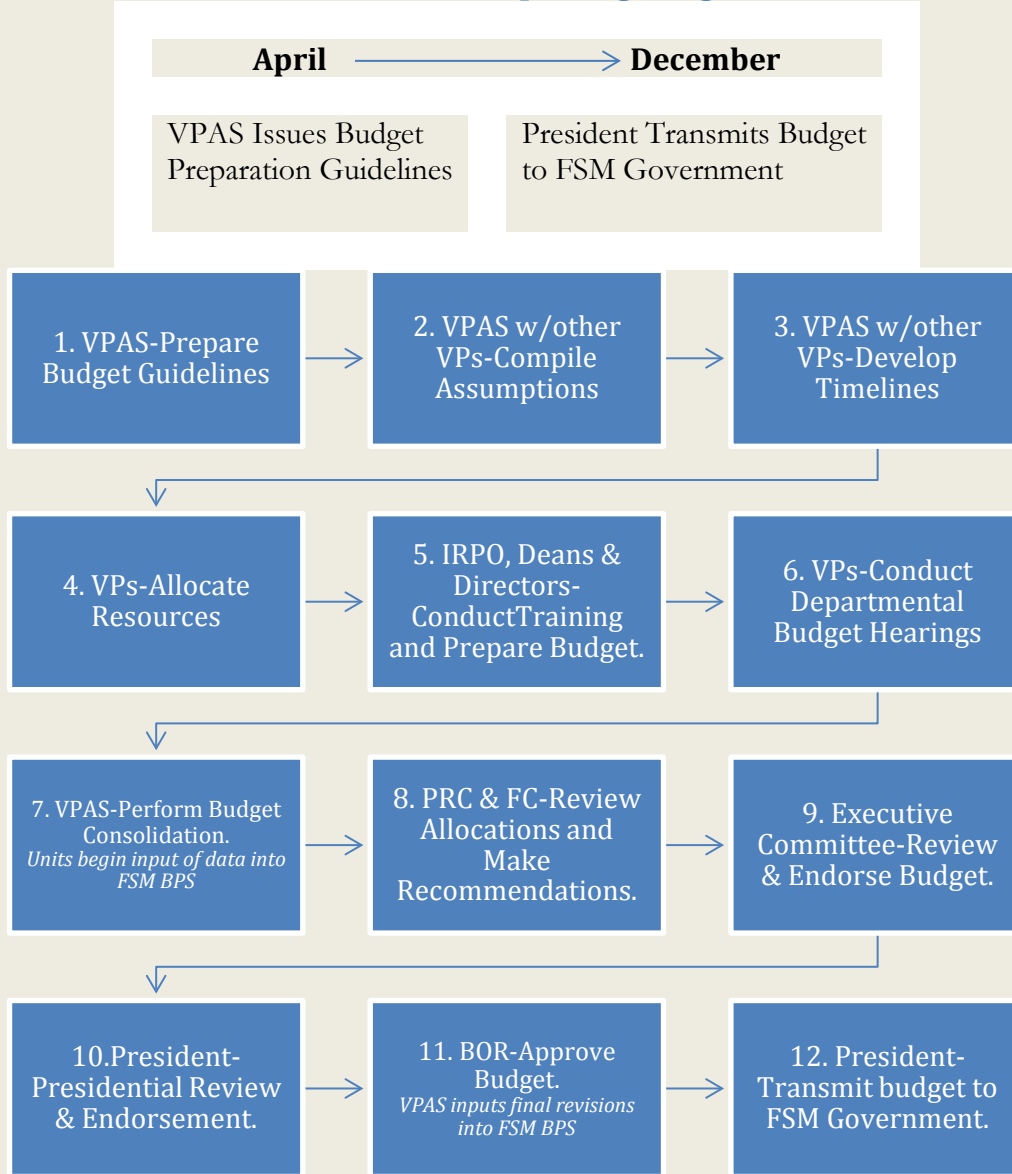 April December
VPAS Issues Budget
Preparation Guidelines
President Transmits Budget
to FSM Government
1. VPAS-Prepare
Budget Guidelines
2. VPAS w/other
VPs-Compile
Assumptions
3. VPAS w/other
VPs-Develop
Timelines
4. VPs-Allocate
Resources
5. IRPO, Deans &
Directors-
ConductTraining
and Prepare Budget.
6. VPs-Conduct
Departmental
Budget Hearings
7. VPAS-Perform Budget
Consolidation.
Units begin input of data into
FSM BPS
8. PRC & FC-Review
Allocations and
Make
Recommendations.
9. Executive
Committee-Review
& Endorse Budget.
10.President-
Presidential Review
& Endorsement.
11. BOR-Approve
Budget.
VPAS inputs final revisions
into FSM BPS
12. President-
Transmit budget to
FSM Government.